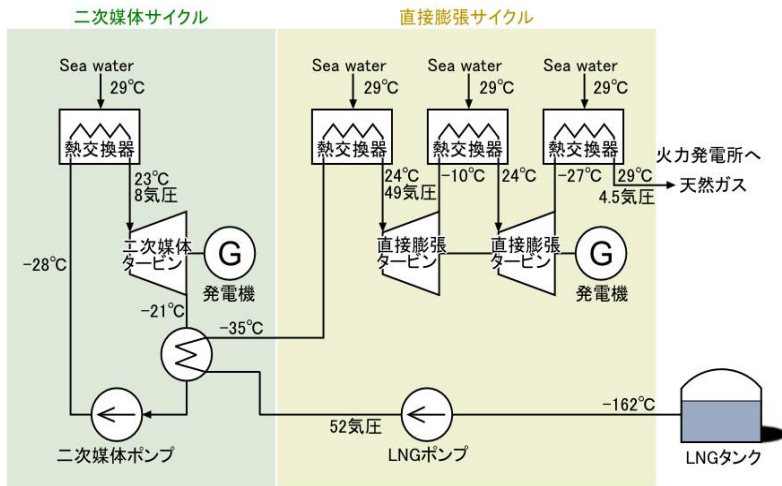 二次媒体サイクル
直接膨張サイクル
Sea water
29℃
Sea water
29℃
Sea water
29℃
Sea water
29℃
熱交換器
熱交換器
熱交換器
熱交換器
火力発電所へ
天然ガス
23℃
8気圧
24℃
49気圧
-10℃
24℃
-27℃
29℃
4.5気圧
二次媒体
タービン
G
発電機
直接膨張
タービン
直接膨張
タービン
G
発電機
-28℃
-21℃
-35℃
-162℃
52気圧
二次媒体ポンプ
LNGポンプ
LNGタンク